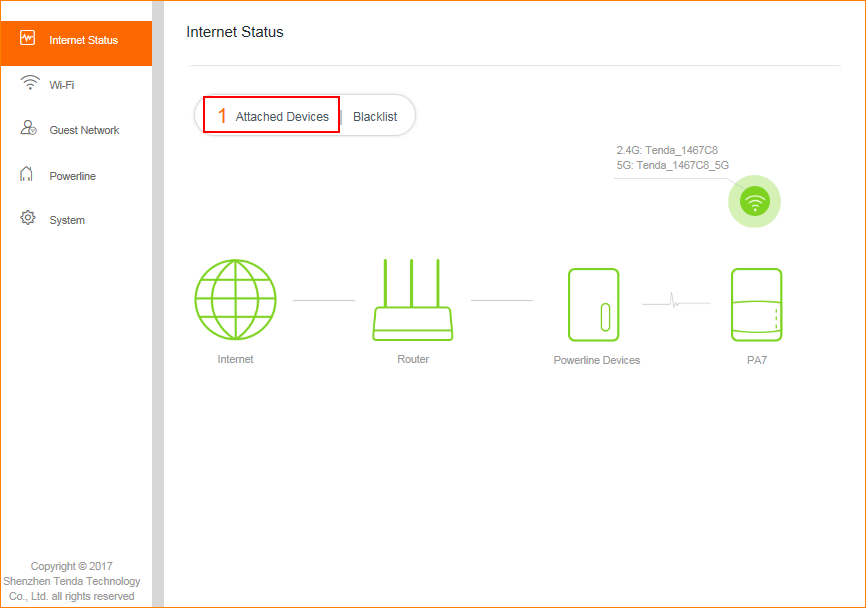 Internet Status
Wi-Fi
Guest Network
Powerline
System
Copyright © 2017
Shenzhen Tenda Technology
Co., Ltd. all rights reserved
Internet Status
1 Attached Devices | Blacklist
2.4G: Tenda_1467C8
5G: Tenda_1467C8_5G
Internet
Router
Powerline Devices
PA7